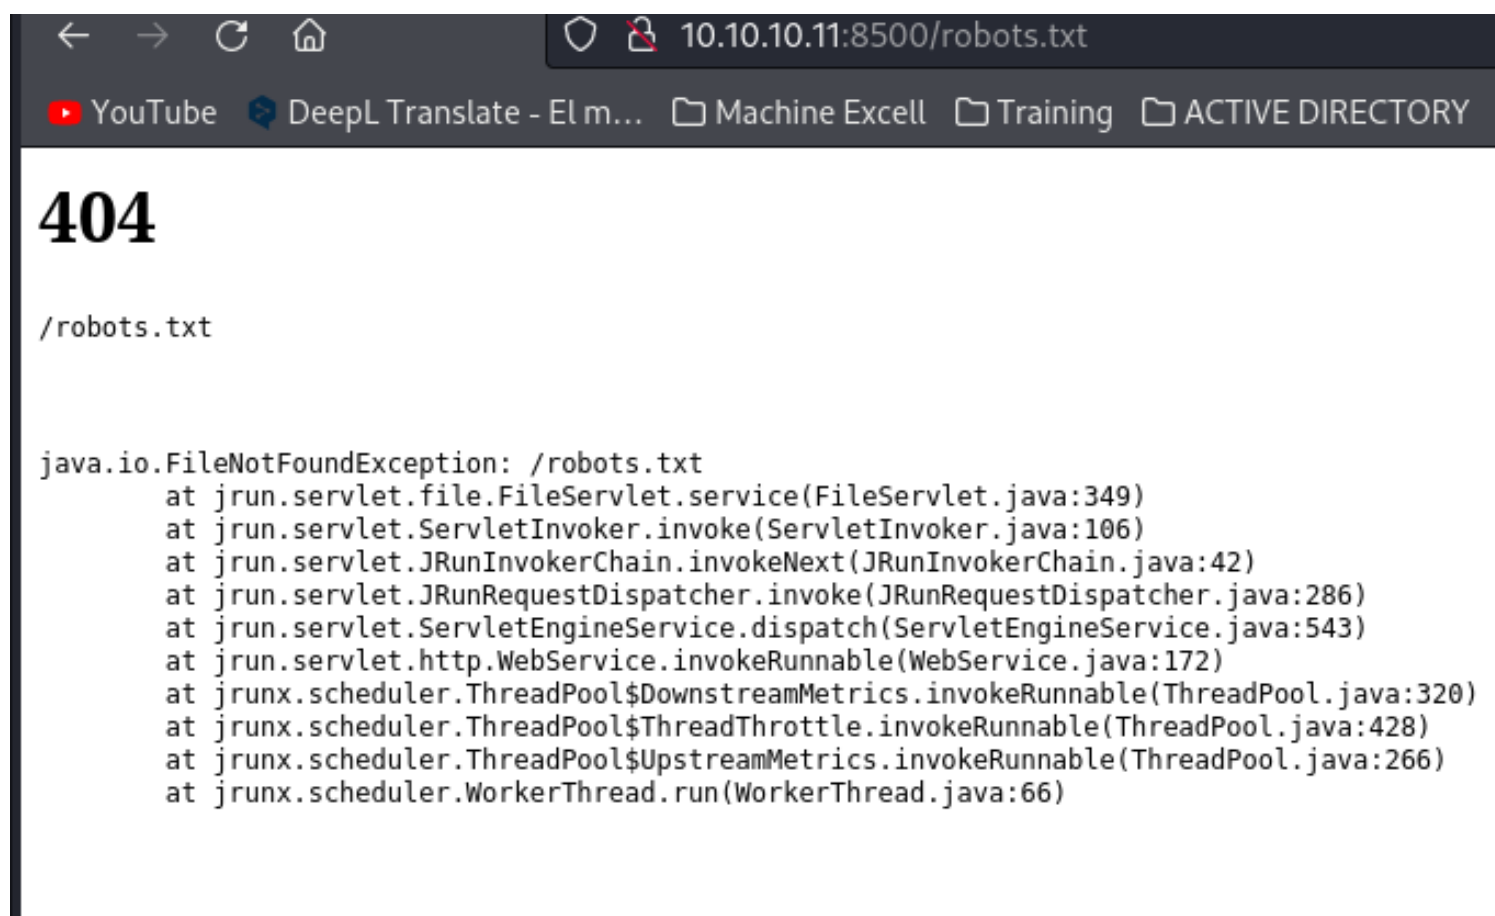 10.10.10.11:8500/robots.txt
YouTube DeepL Translate - El m... Machine Excell Training ACTIVE DIRECTORY
404
/robots.txt
java.io.FileNotFoundException: /robots.txt
at jrun.servlet.file.FileServlet.service(FileServlet.java:349)
at jrun.servlet.ServletInvoker.invoke(ServletInvoker.java:106)
at jrun.servlet.JRunInvokerChain.invokeNext(JRunInvokerChain.java:42)
at jrun.servlet.JRunRequestDispatcher.invoke(JRunRequestDispatcher.java:286)
at jrun.servlet.ServletEngineService.dispatch(ServletEngineService.java:543)
at jrun.servlet.http.WebService.invokeRunnable(WebService.java:172)
at jrunx.scheduler.ThreadPool$DownstreamMetrics.invokeRunnable(ThreadPool.java:320)
at jrunx.scheduler.ThreadPool$ThreadThrottle.invokeRunnable(ThreadPool.java:428)
at jrunx.scheduler.ThreadPool$UpstreamMetrics.invokeRunnable(ThreadPool.java:266)
at jrunx.scheduler.WorkerThread.run(WorkerThread.java:66)